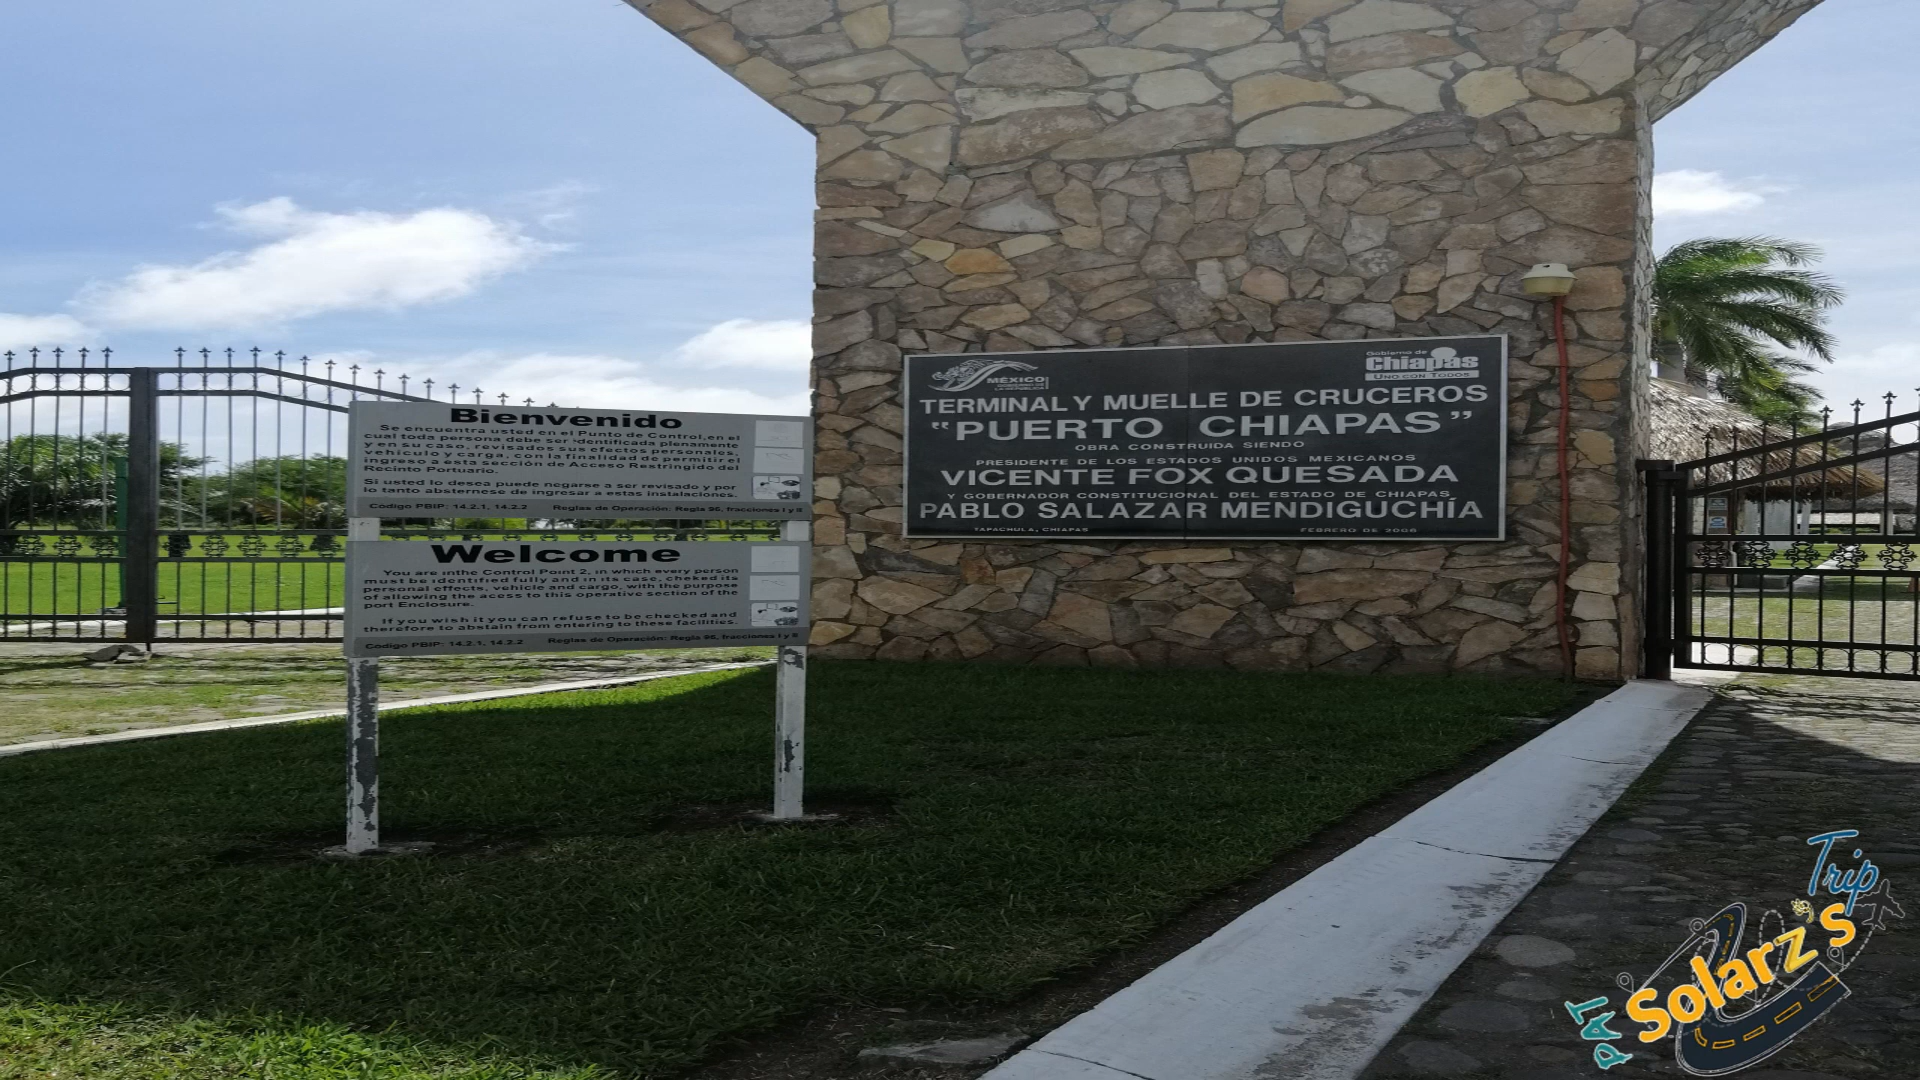 Bienvenido
Se encuentra usted en el Punto de Control, en el
cual toda persona debe ser identificada plenamente
y en su caso, revisados sus efectos personales,
vehículo y carga, con la finalidad de permitir el
ingreso a esta sección de Acceso Restringido del
Recinto Portuario.
Si usted lo desea puede negarse a ser revisado y por
lo tanto abstenerse de ingresar a estas instalaciones.
Código PBIP: 14.2.1, 14.2.2 Reglas de Operación: Regla 96, fracciones I y II
Welcome
You are inthe Control Point 2, in which every person
must be identified fully and in its case, cheked its
personal effects, vehicle and cargo, with the purpose
of allowing the acess to this operative section of the
port Enclosure.
If you wish it you can refuse to be checked and
therefore to abstain from entering to these facilities.
Código PBIP: 14.2.1, 14.2.2 Reglas de Operación: Regla 96, fracciones I y II
MÉXICO
Gobierno de
Chiapas
UNO CON TODOS
TERMINAL Y MUELLE DE CRUCEROS
"PUERTO CHIAPAS"
OBRA CONSTRUIDA SIENDO
PRESIDENTE DE LOS ESTADOS UNIDOS MEXICANOS
VICENTE FOX QUESADA
Y GOBERNADOR CONSTITUCIONAL DEL ESTADO DE CHIAPAS
PABLO SALAZAR MENDIGUCHÍA
TAPACHULA, CHIAPAS FEBRERO DE 2006
PAT Solarz's Trip